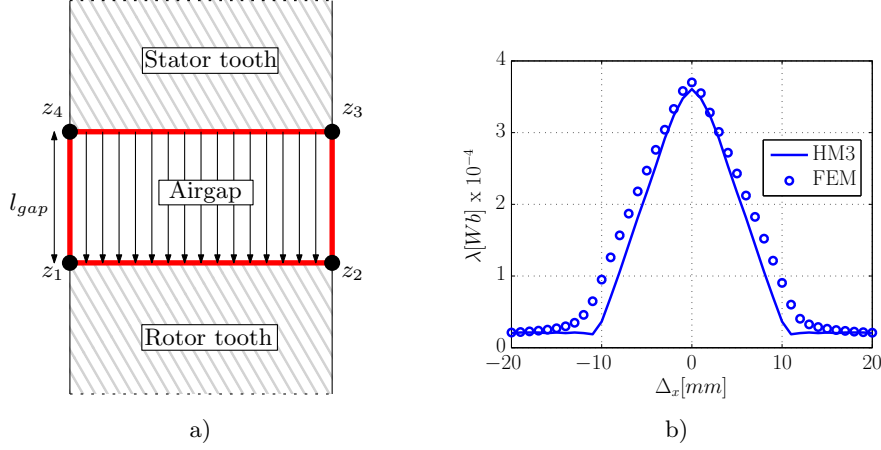 Stator tooth
z₄
z₃
l_gap
Airgap
z₁
z₂
Rotor tooth
a)
4
3
2
1
0
λ[Wb] x 10⁻⁴
HM3
FEM
−20
−10
0
10
20
Δₓ[mm]
b)